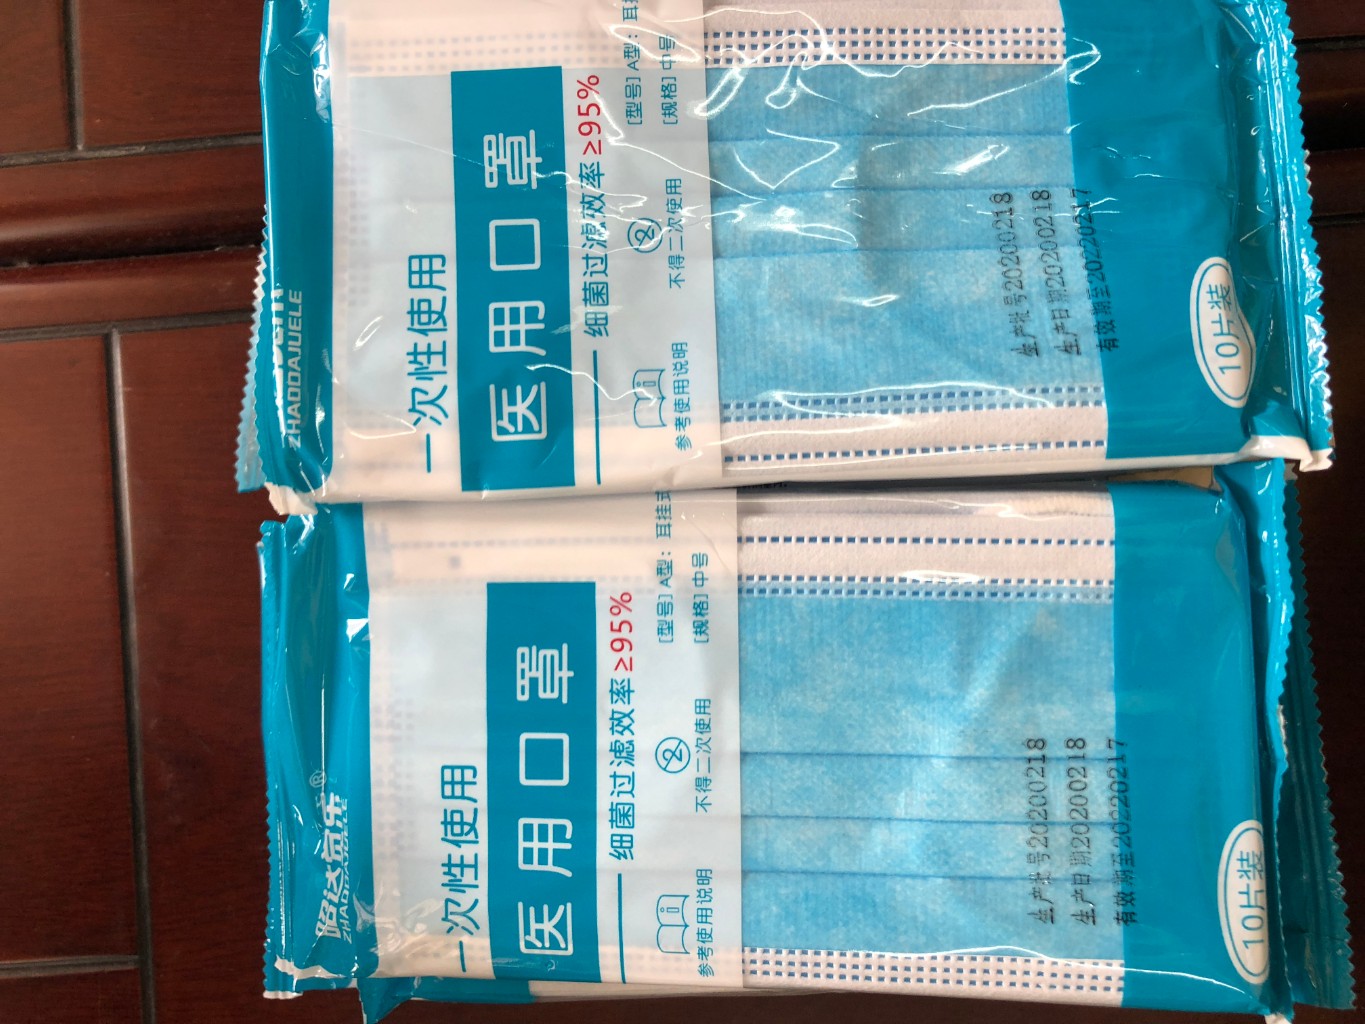 ZHAODAJUELE
一次性使用
医用口罩
细菌过滤效率≥95%
参考使用说明
不得二次使用
[型号] A型：耳挂
[规格] 中号
生产批号20200218
生产日期20200218
有效期至20220217
10片装
ZHAODAJUELE
一次性使用
医用口罩
细菌过滤效率≥95%
参考使用说明
不得二次使用
[型号] A型：耳挂式
[规格] 中号
生产批号20200218
生产日期20200218
有效期至20220217
10片装